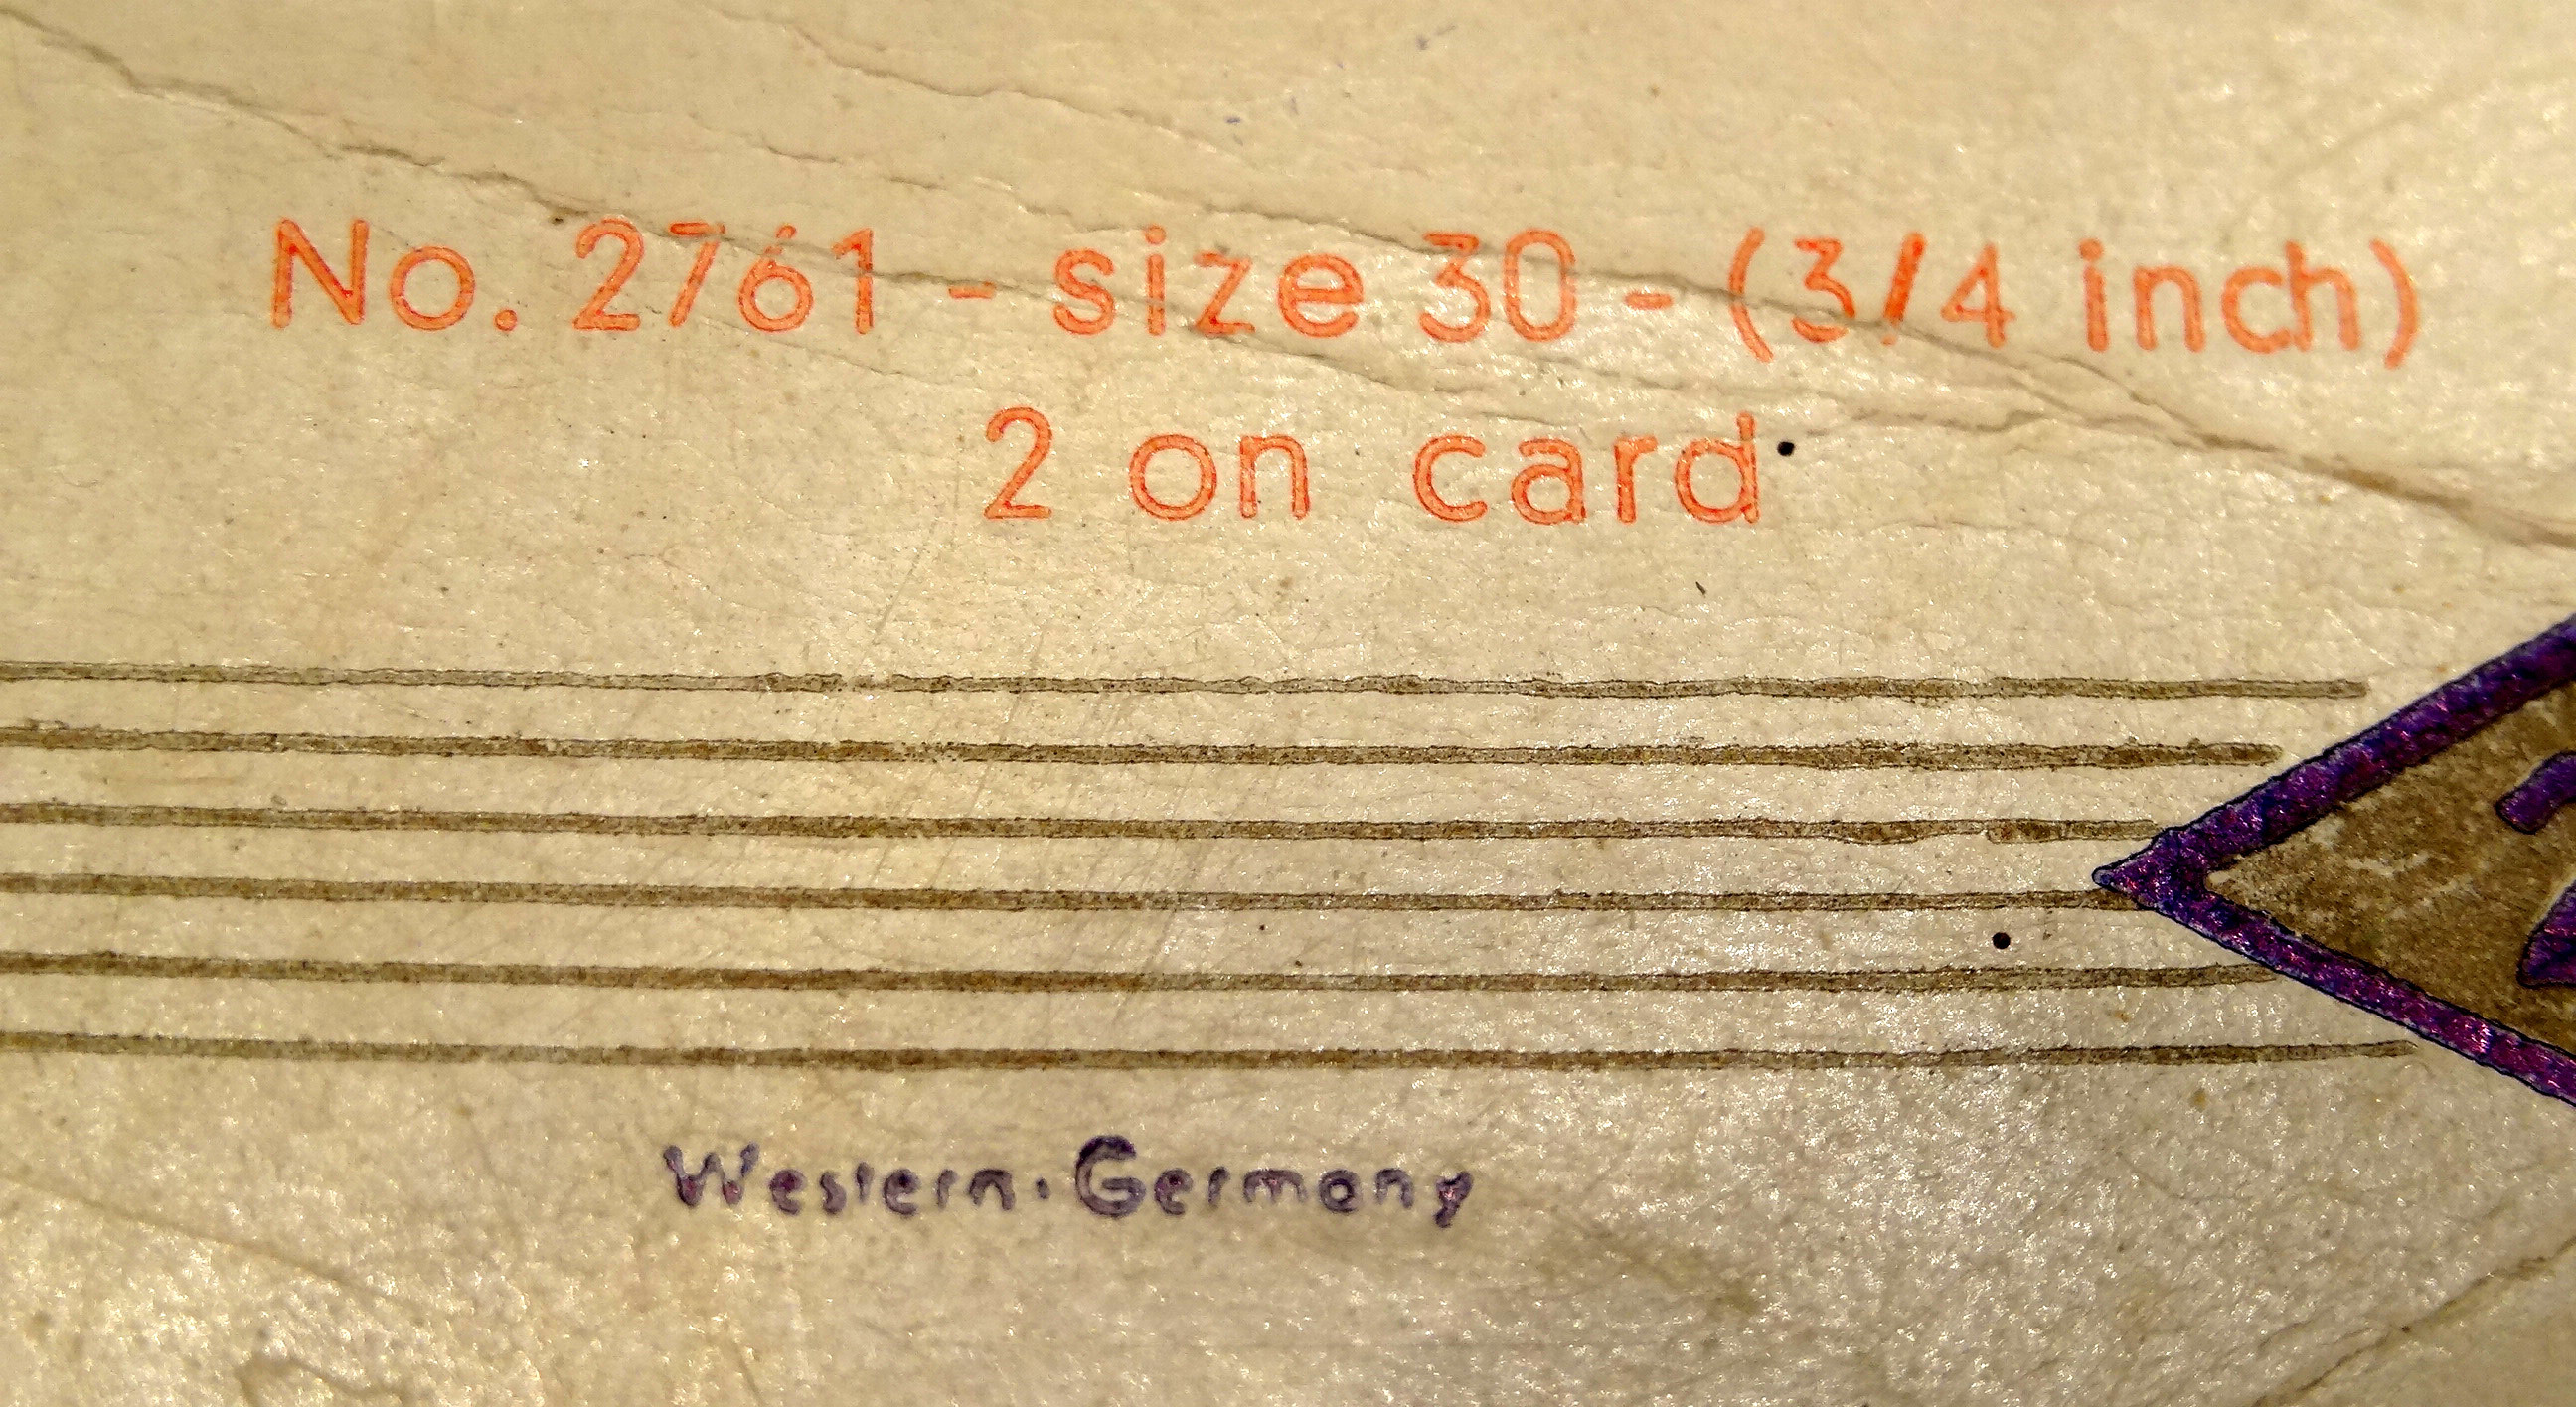 No. 2761 - size 30 - (3/4 inch)
2 on card
Western·Germany